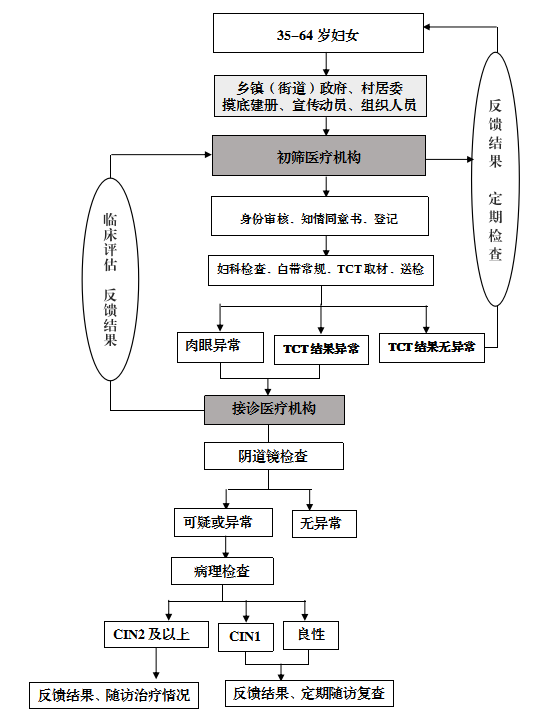 35–64 岁妇女
乡镇（街道）政府、村居委
摸底建册、宣传动员、组织人员
初筛医疗机构
身份审核．知情同意书．登记
妇科检查．白带常规．TCT 取材．送检
肉眼异常
TCT 结果异常
TCT 结果无异常
反馈结果 定期检查
临床评估 反馈结果
接诊医疗机构
阴道镜检查
可疑或异常
无异常
病理检查
CIN2 及以上
CIN1
良性
反馈结果、随访治疗情况
反馈结果、定期随访复查